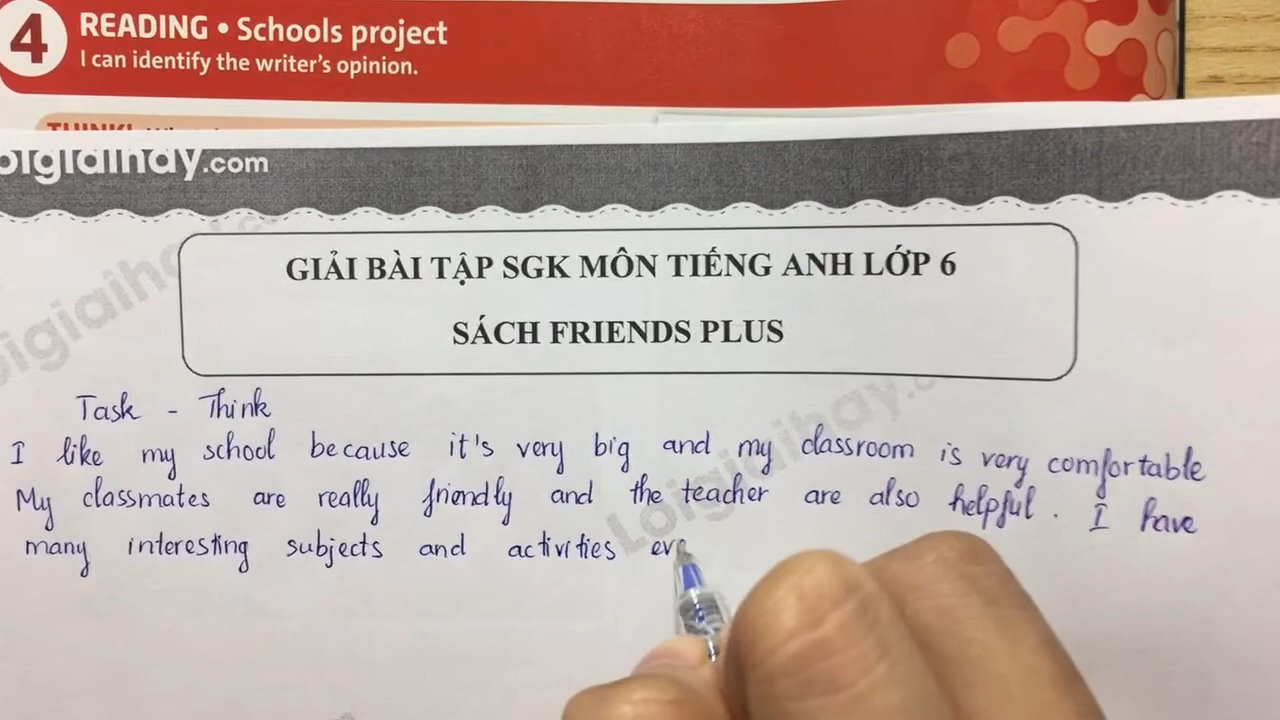 4 READING • Schools project
I can identify the writer's opinion.
THINK!
oigiaihay.com
GIẢI BÀI TẬP SGK MÔN TIẾNG ANH LỚP 6
SÁCH FRIENDS PLUS
Task - Think
I like my school because it's very big and my classroom is very comfortable
My classmates are really friendly and the teacher are also helpful. I have
many interesting subjects and activities eve